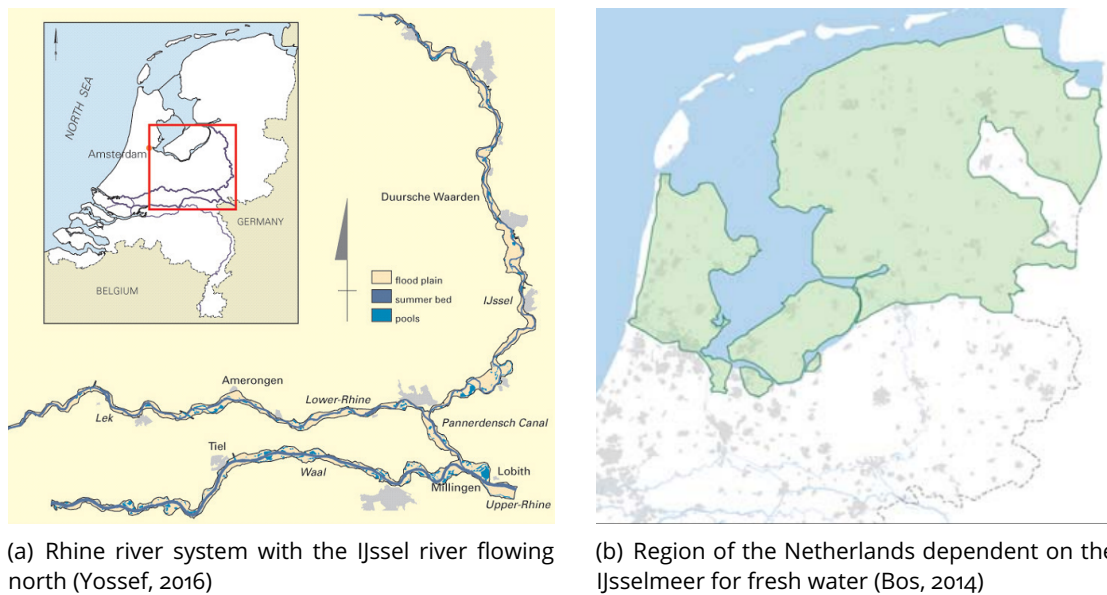 NORTH SEA
Amsterdam
GERMANY
BELGIUM
Duursche Waarden
flood plain
summer bed
pools
IJssel
Amerongen
Lower-Rhine
Lek
Pannerdensch Canal
Tiel
Waal
Lobith
Millingen
Upper-Rhine
(a) Rhine river system with the IJssel river flowing
north (Yossef, 2016)
(b) Region of the Netherlands dependent on the
IJsselmeer for fresh water (Bos, 2014)